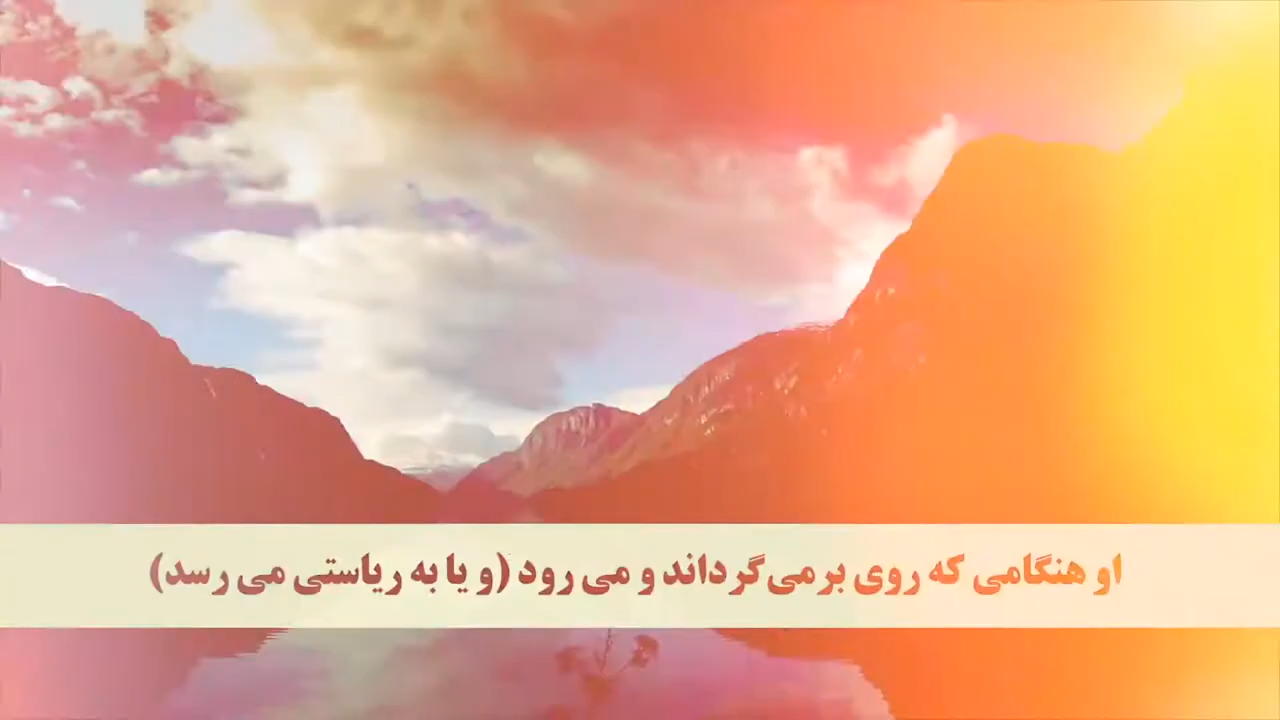 او هنگامی که روی برمی‌گرداند و می رود (و یا به ریاستی می رسد)